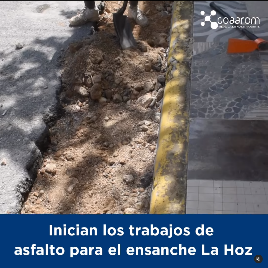 coaarom
Inician los trabajos de
asfalto para el ensanche La Hoz